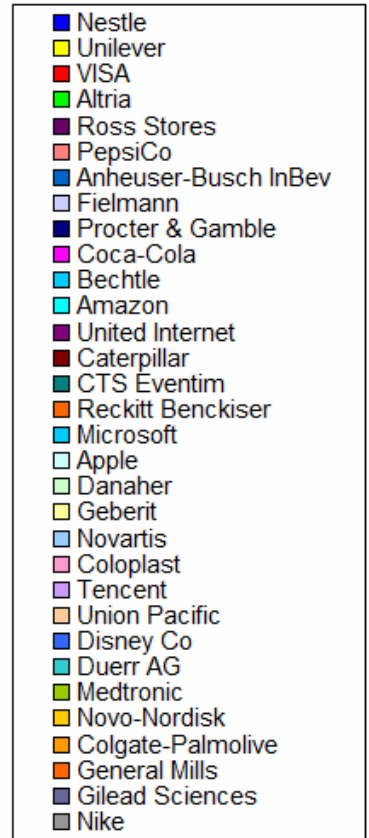 Nestle
Unilever
VISA
Altria
Ross Stores
PepsiCo
Anheuser-Busch InBev
Fielmann
Procter & Gamble
Coca-Cola
Bechtle
Amazon
United Internet
Caterpillar
CTS Eventim
Reckitt Benckiser
Microsoft
Apple
Danaher
Geberit
Novartis
Coloplast
Tencent
Union Pacific
Disney Co
Duerr AG
Medtronic
Novo-Nordisk
Colgate-Palmolive
General Mills
Gilead Sciences
Nike